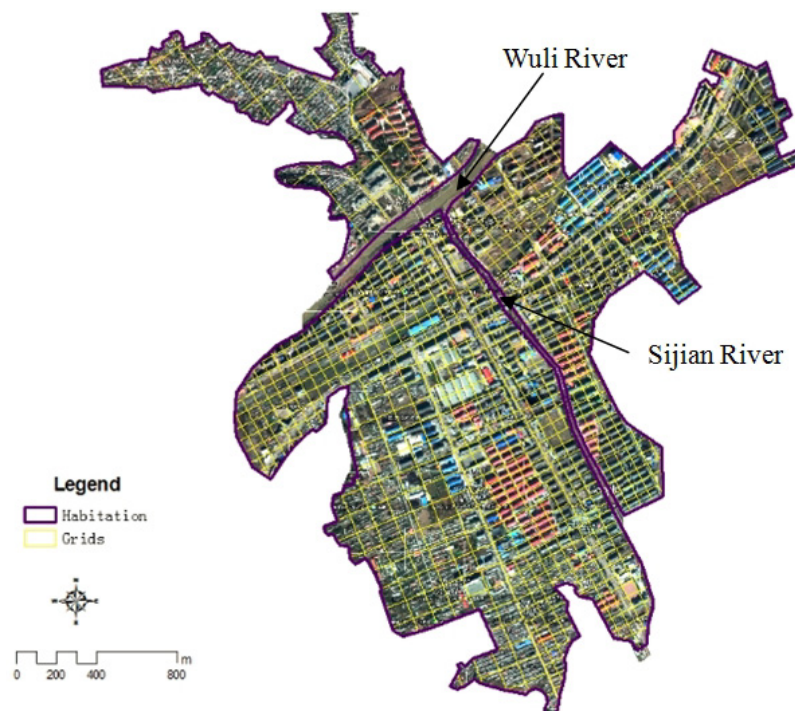 Wuli River
Sijian River
Legend
Habitation
Grids
N
W E
S
0 200 400 800 m